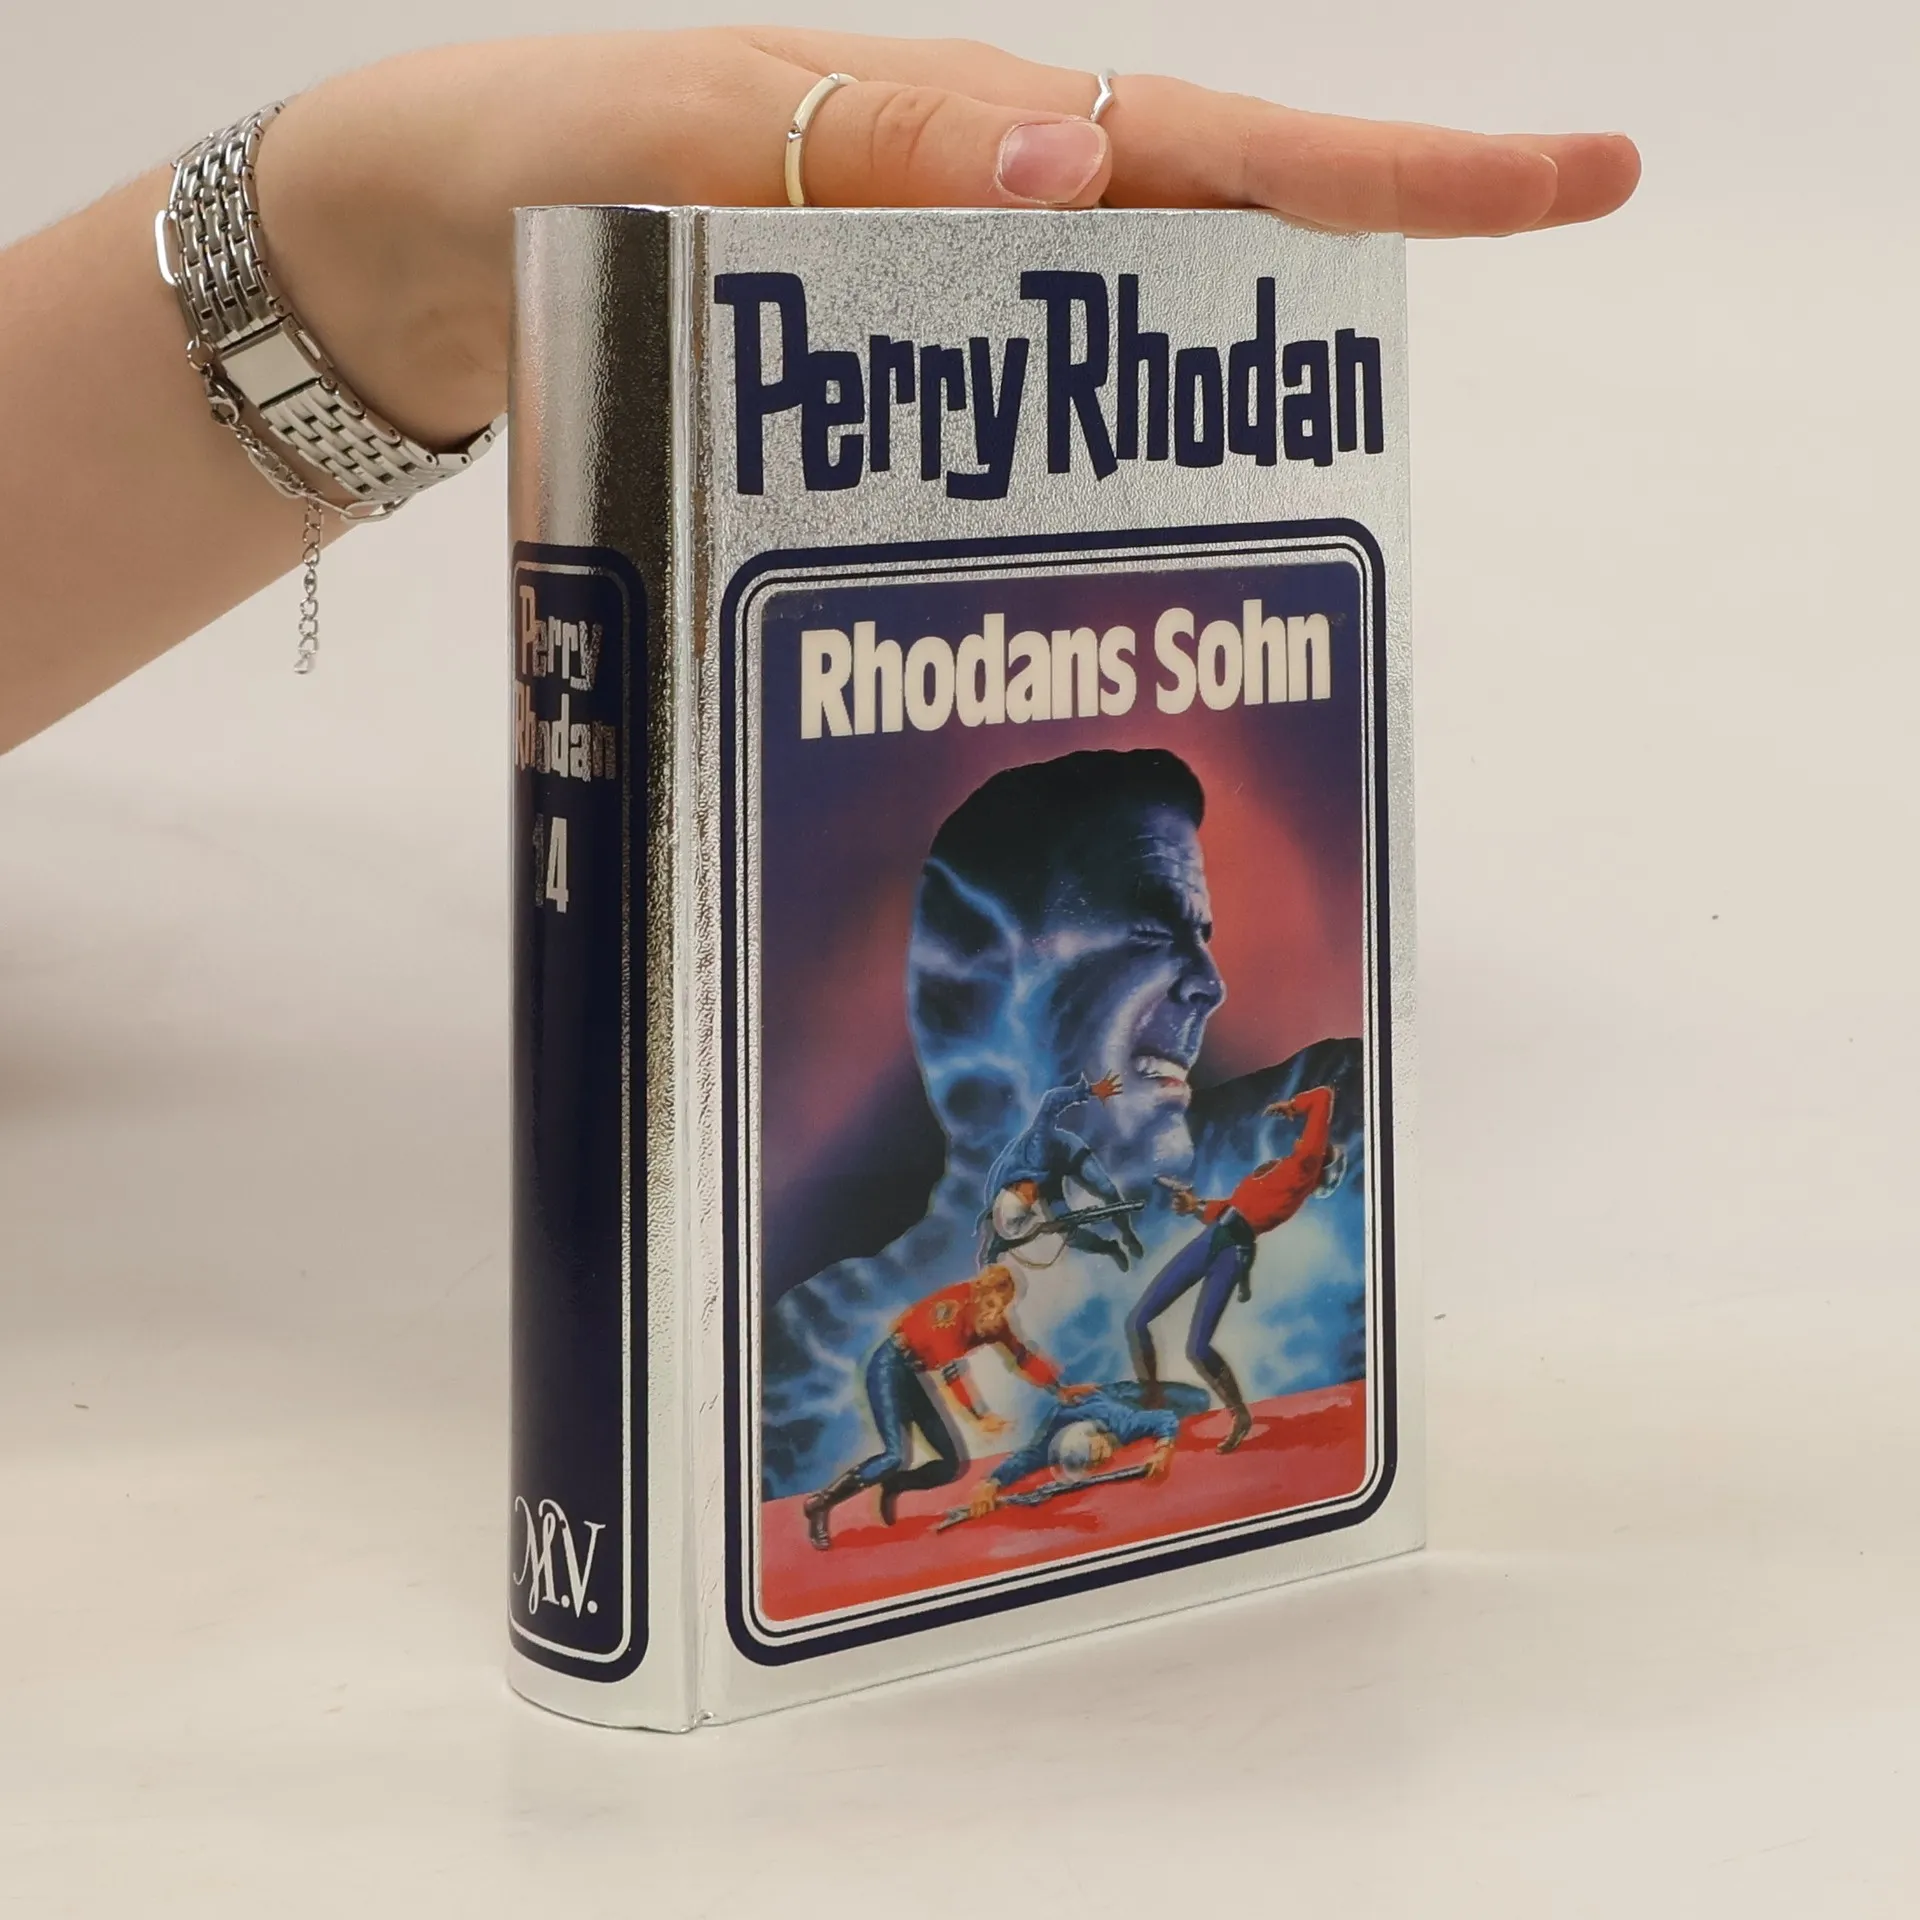 Perry Rhodan
Rhodans Sohn
Perry
Rhodan
14
M.V.